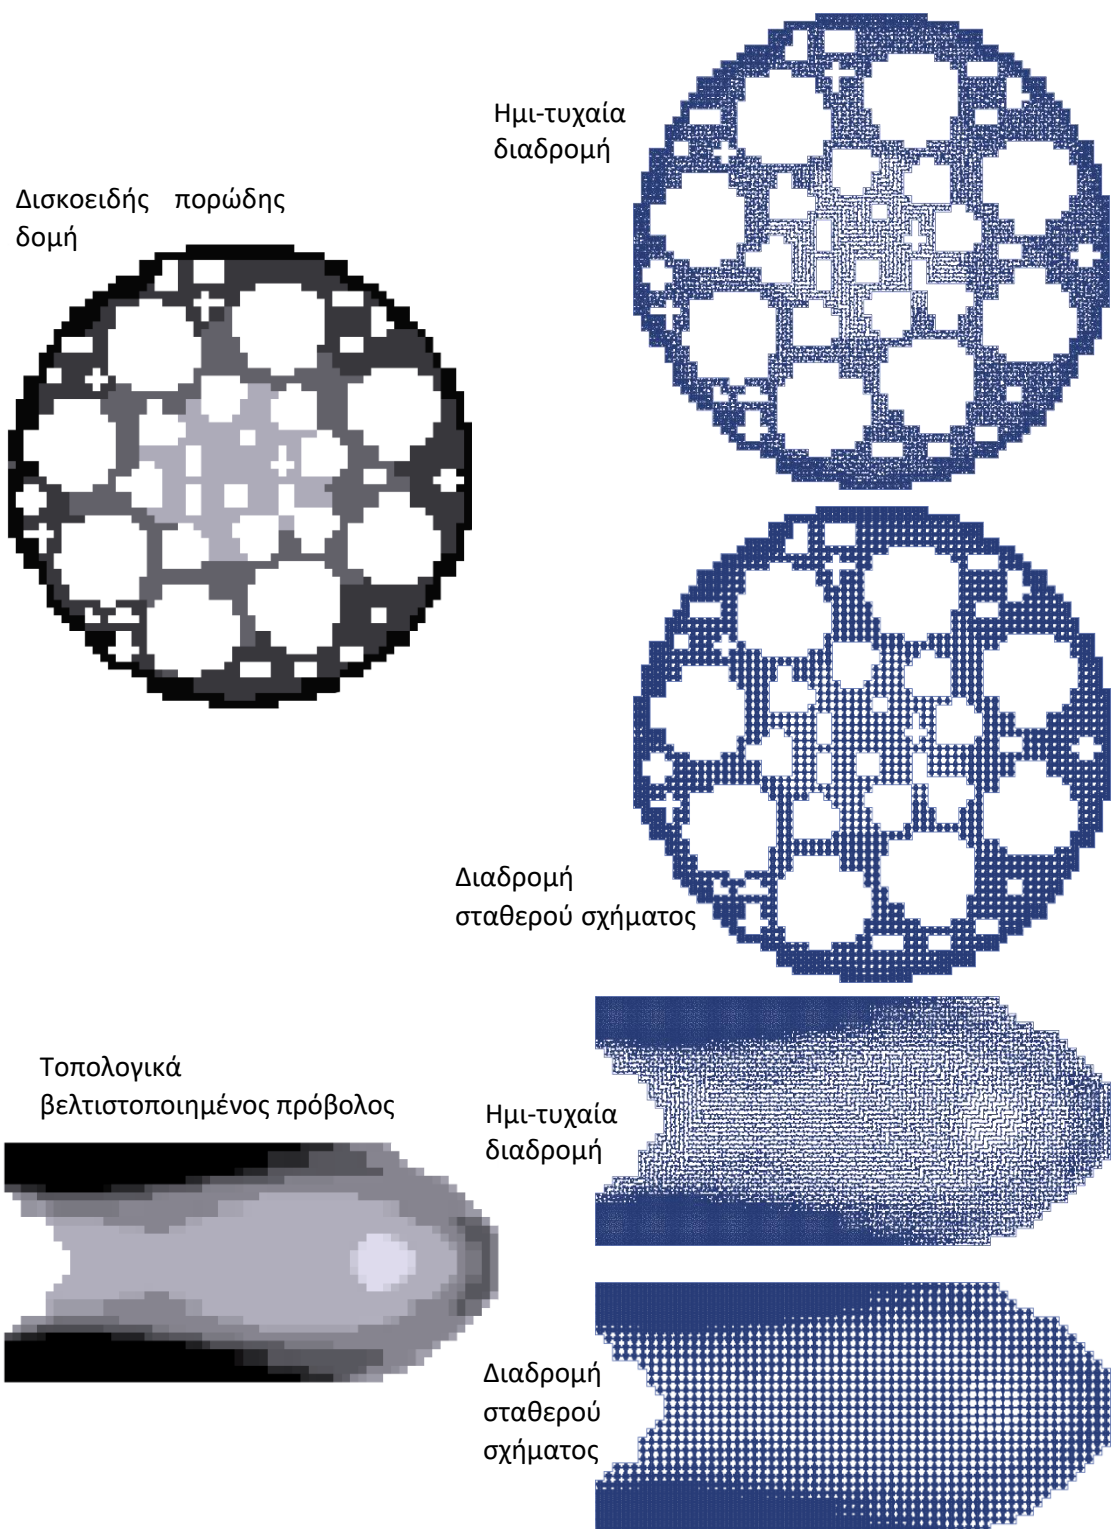 Ημι-τυχαία
διαδρομή
Δισκοειδής πορώδης
δομή
Διαδρομή
σταθερού σχήματος
Τοπολογικά
βελτιστοποιημένος πρόβολος
Ημι-τυχαία
διαδρομή
Διαδρομή
σταθερού
σχήματος